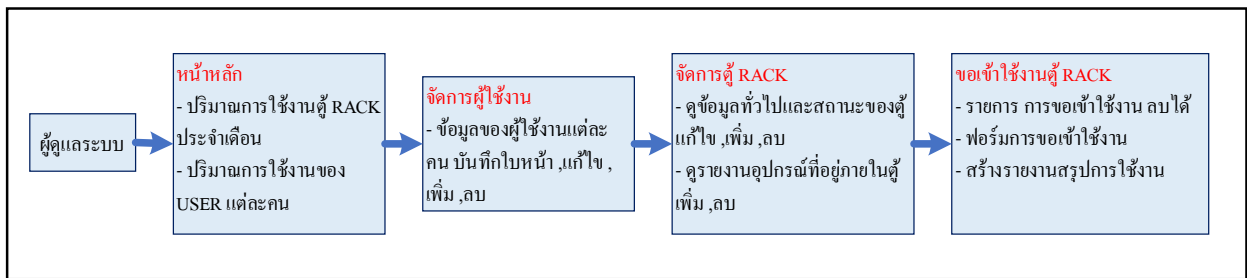 ผู้ดูแลระบบ
หน้าหลัก
- ปริมาณการใช้งานตู้ RACK
ประจำเดือน
- ปริมาณการใช้งานของ
USER แต่ละคน
จัดการผู้ใช้งาน
- ข้อมูลของผู้ใช้งานแต่ละ
คน บันทึกใบหน้า ,แก้ไข ,
เพิ่ม ,ลบ
จัดการตู้ RACK
- ดูข้อมูลทั่วไปและสถานะของตู้
แก้ไข ,เพิ่ม ,ลบ
- ดูรายงานอุปกรณ์ที่อยู่ภายในตู้
เพิ่ม ,ลบ
ขอเข้าใช้งานตู้ RACK
- รายการ การขอเข้าใช้งาน ลบได้
- ฟอร์มการขอเข้าใช้งาน
- สร้างรายงานสรุปการใช้งาน